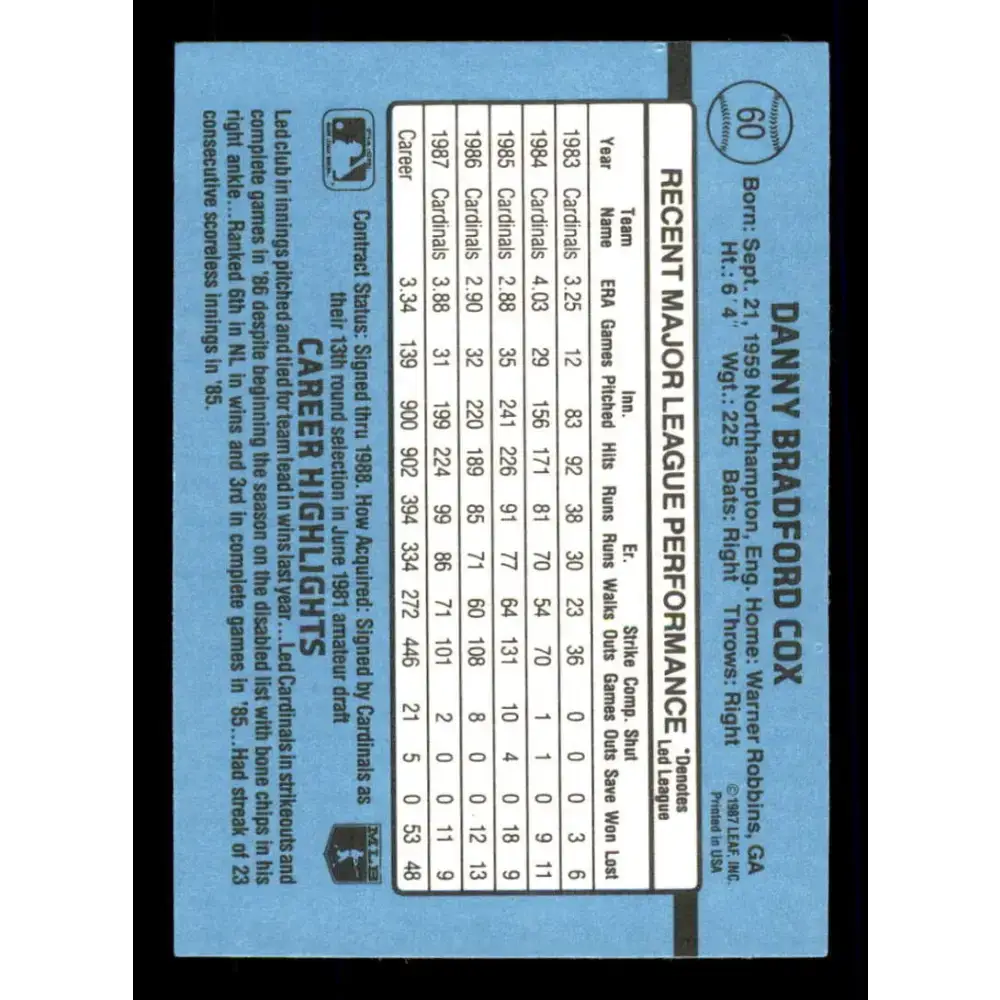 60
DANNY BRADFORD COX
Born: Sept. 21, 1959 Northhampton, Eng. Home: Warner Robbins, GA
Ht.: 6'4" Wgt.: 225 Bats: Right Throws: Right
©1987 LEAF, INC.
Printed in USA
RECENT MAJOR LEAGUE PERFORMANCE
*Denotes
Led League
Team Inn. Er. Strike Comp. Shut
Year Name ERA Games Pitched Hits Runs Runs Walks Outs Games Outs Save Won Lost
1983 Cardinals 3.25 12 83 92 38 30 23 36 0 0 0 3 6
1984 Cardinals 4.03 29 156 171 81 70 54 70 1 1 0 9 11
1985 Cardinals 2.88 35 241 226 91 77 64 131 10 4 0 18 9
1986 Cardinals 2.90 32 220 189 85 71 60 108 8 0 0 12 13
1987 Cardinals 3.88 31 199 224 99 86 71 101 2 0 0 11 9
Career 3.34 139 900 902 394 334 272 446 21 5 0 53 48
Contract Status: Signed thru 1988. How Acquired: Signed by Cardinals as
their 13th round selection in June 1981 amateur draft
MLB
CAREER HIGHLIGHTS
Led club in innings pitched and tied for team lead in wins last year...Led Cardinals in strikeouts and
complete games in '86 despite beginning the season on the disabled list with bone chips in his
right ankle...Ranked 6th in NL in wins and 3rd in complete games in '85...Had streak of 23
consecutive scoreless innings in '85.